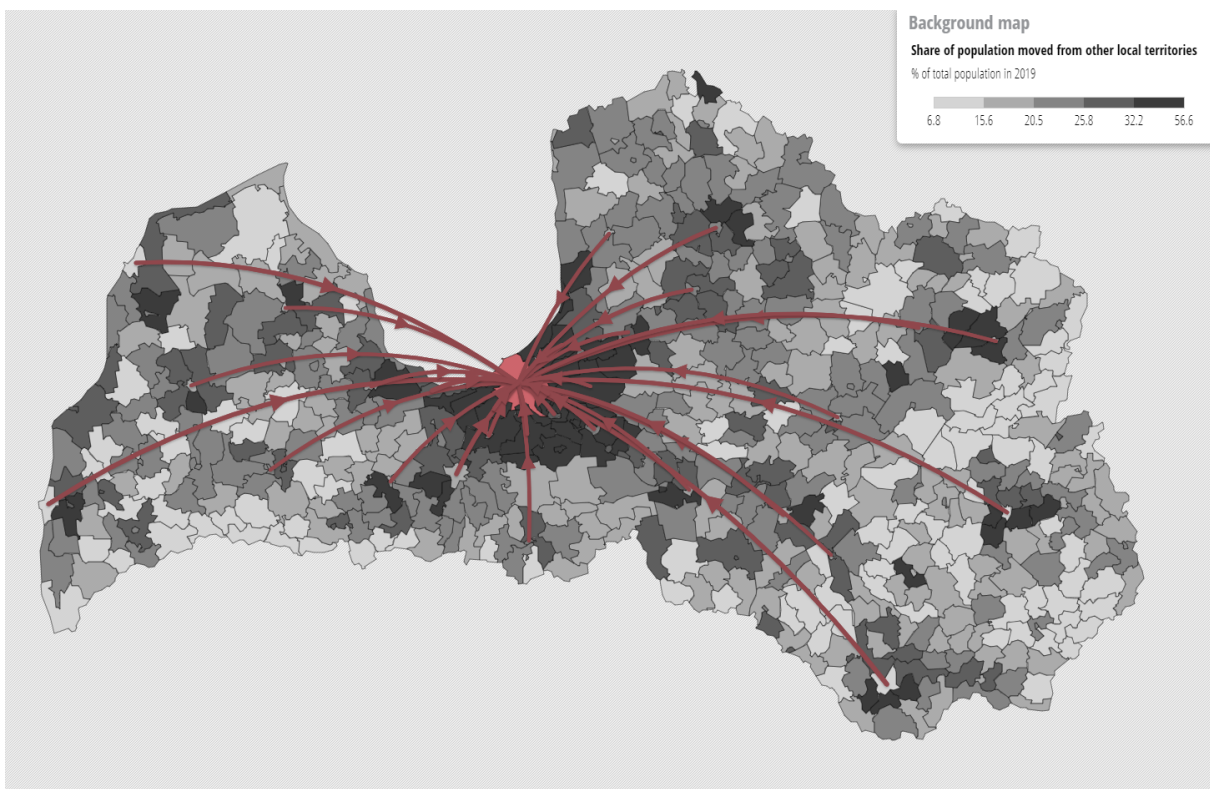 Background map
Share of population moved from other local territories
% of total population in 2019
6.8 15.6 20.5 25.8 32.2 56.6